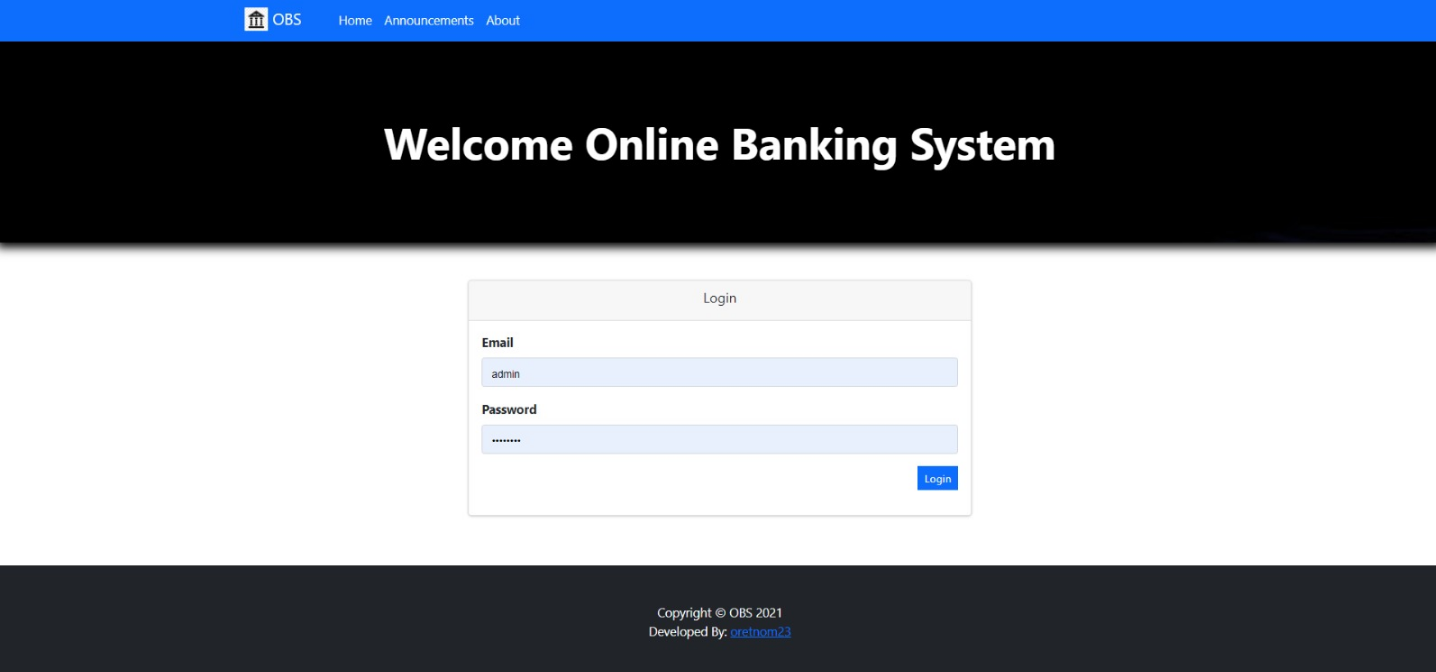 OBS Home Announcements About
Welcome Online Banking System
Login
Email
admin
Password
••••••••
Login
Copyright © OBS 2021
Developed By: oretnom23